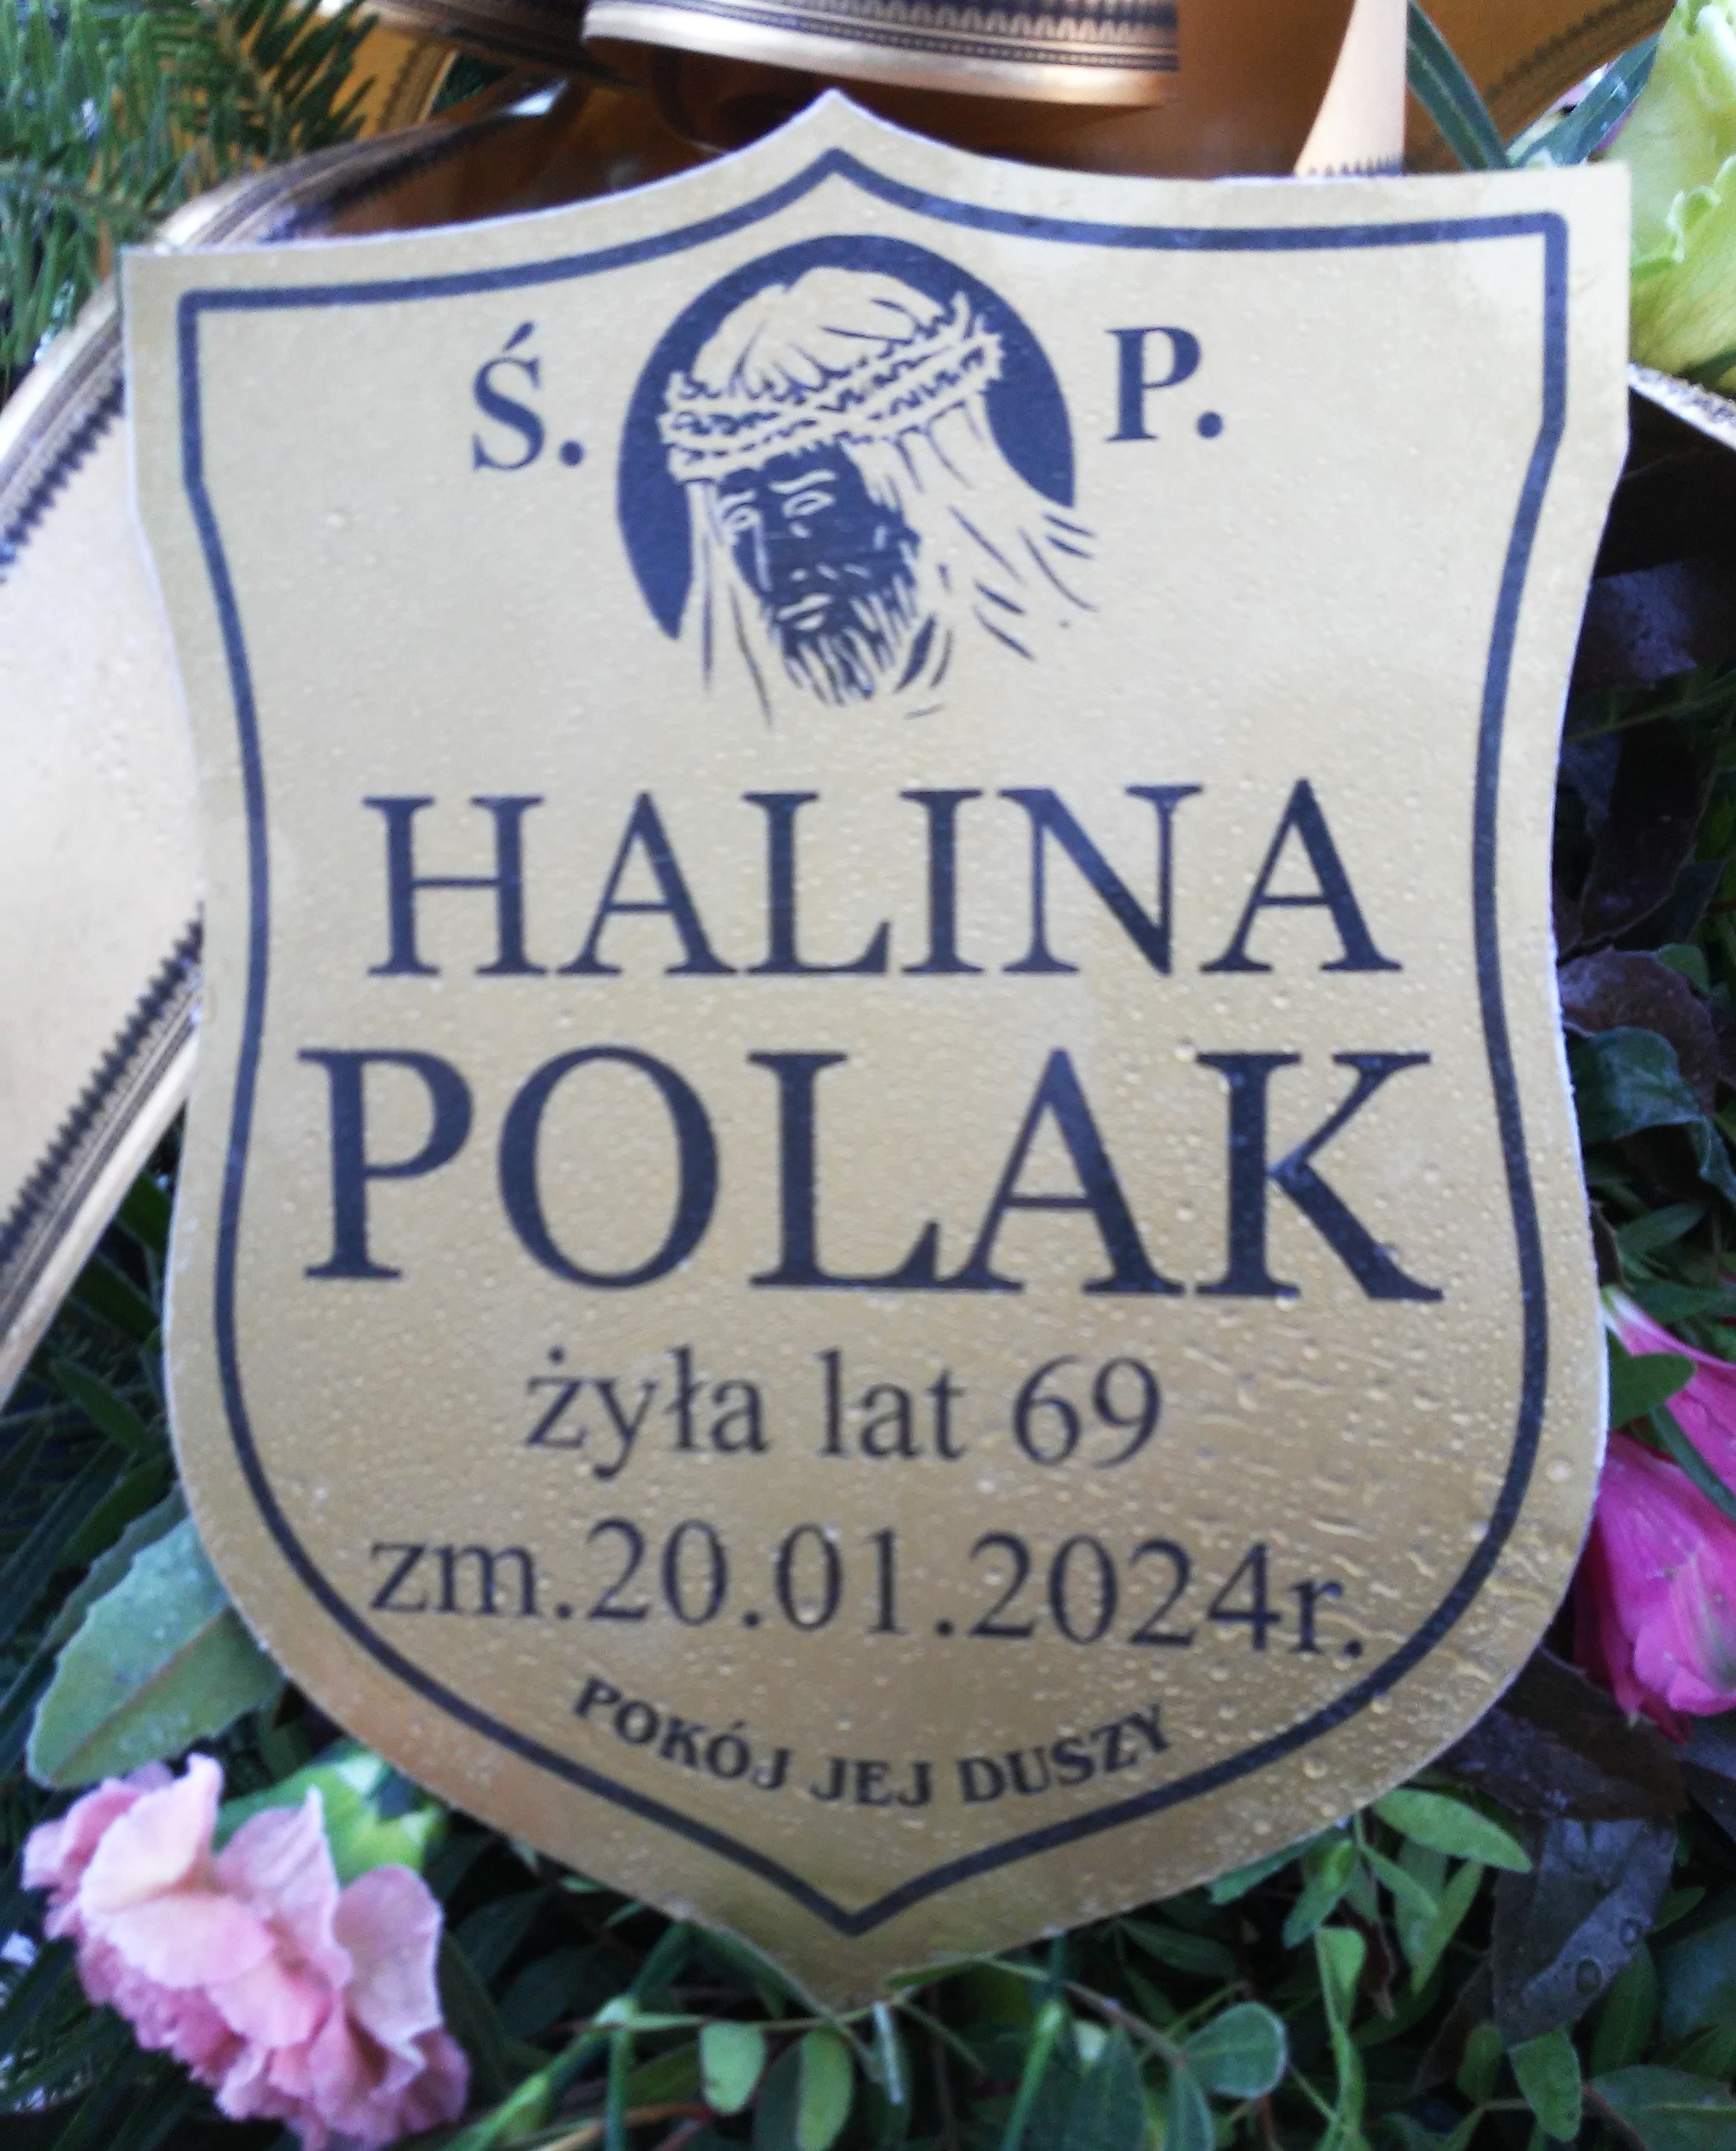 Ś. P.
HALINA
POLAK
żyła lat 69
zm.20.01.2024r.
POKÓJ JEJ DUSZY